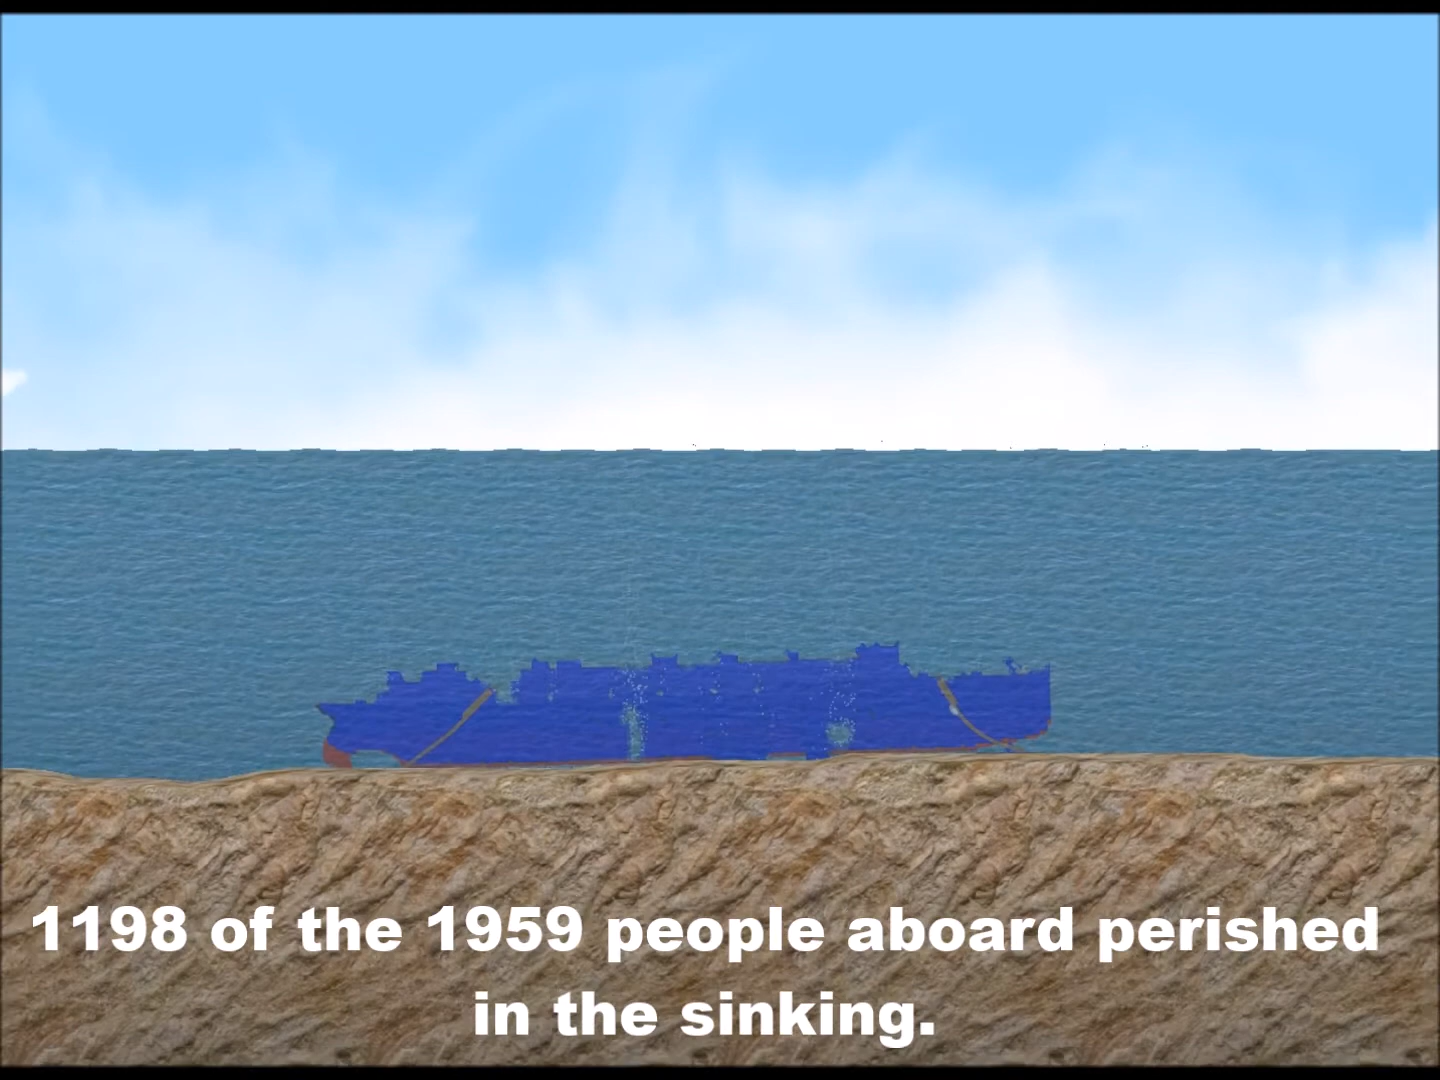 1198 of the 1959 people aboard perished
in the sinking.